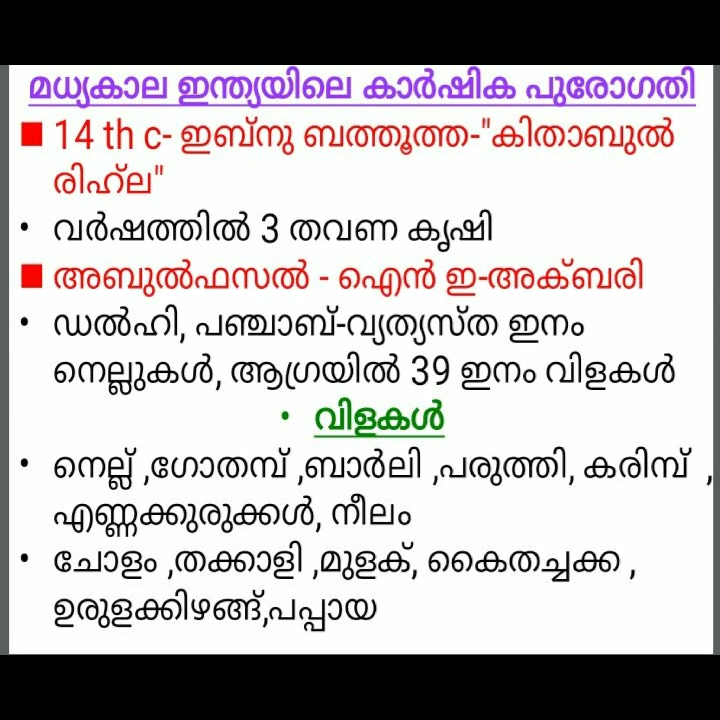 മധ്യകാല ഇന്ത്യയിലെ കാർഷിക പുരോഗതി
■ 14 th c- ഇബ്നു ബത്തൂത്ത-"കിതാബുൽ
രിഹ്‌ല"
• വർഷത്തിൽ 3 തവണ കൃഷി
■ അബുൽഫസൽ - ഐൻ ഇ-അക്ബരി
• ഡൽഹി, പഞ്ചാബ്-വ്യത്യസ്ത ഇനം
നെല്ലുകൾ, ആഗ്രയിൽ 39 ഇനം വിളകൾ
• വിളകൾ
• നെല്ല് ,ഗോതമ്പ് ,ബാർലി ,പരുത്തി, കരിമ്പ് ,
എണ്ണക്കുരുക്കൾ, നീലം
• ചോളം ,തക്കാളി ,മുളക്, കൈതച്ചക്ക ,
ഉരുളക്കിഴങ്ങ്,പപ്പായ